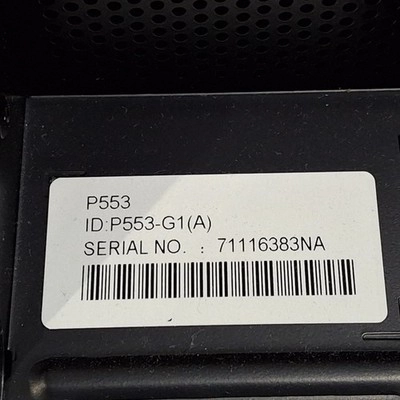 P553
ID:P553-G1(A)
SERIAL NO. : 71116383NA